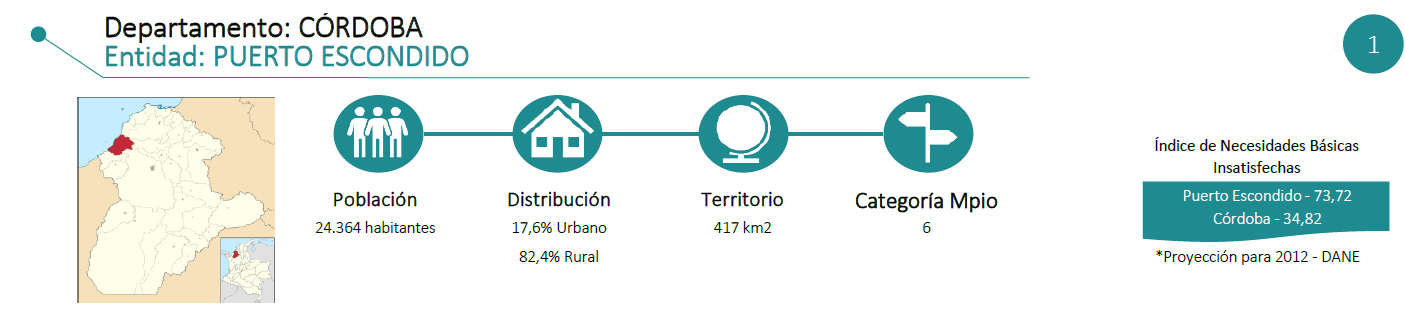 Departamento: CÓRDOBA
Entidad: PUERTO ESCONDIDO
1
Población
24.364 habitantes
Distribución
17,6% Urbano
82,4% Rural
Territorio
417 km2
Categoría Mpio
6
Índice de Necesidades Básicas
Insatisfechas
Puerto Escondido - 73,72
Córdoba - 34,82
*Proyección para 2012 - DANE